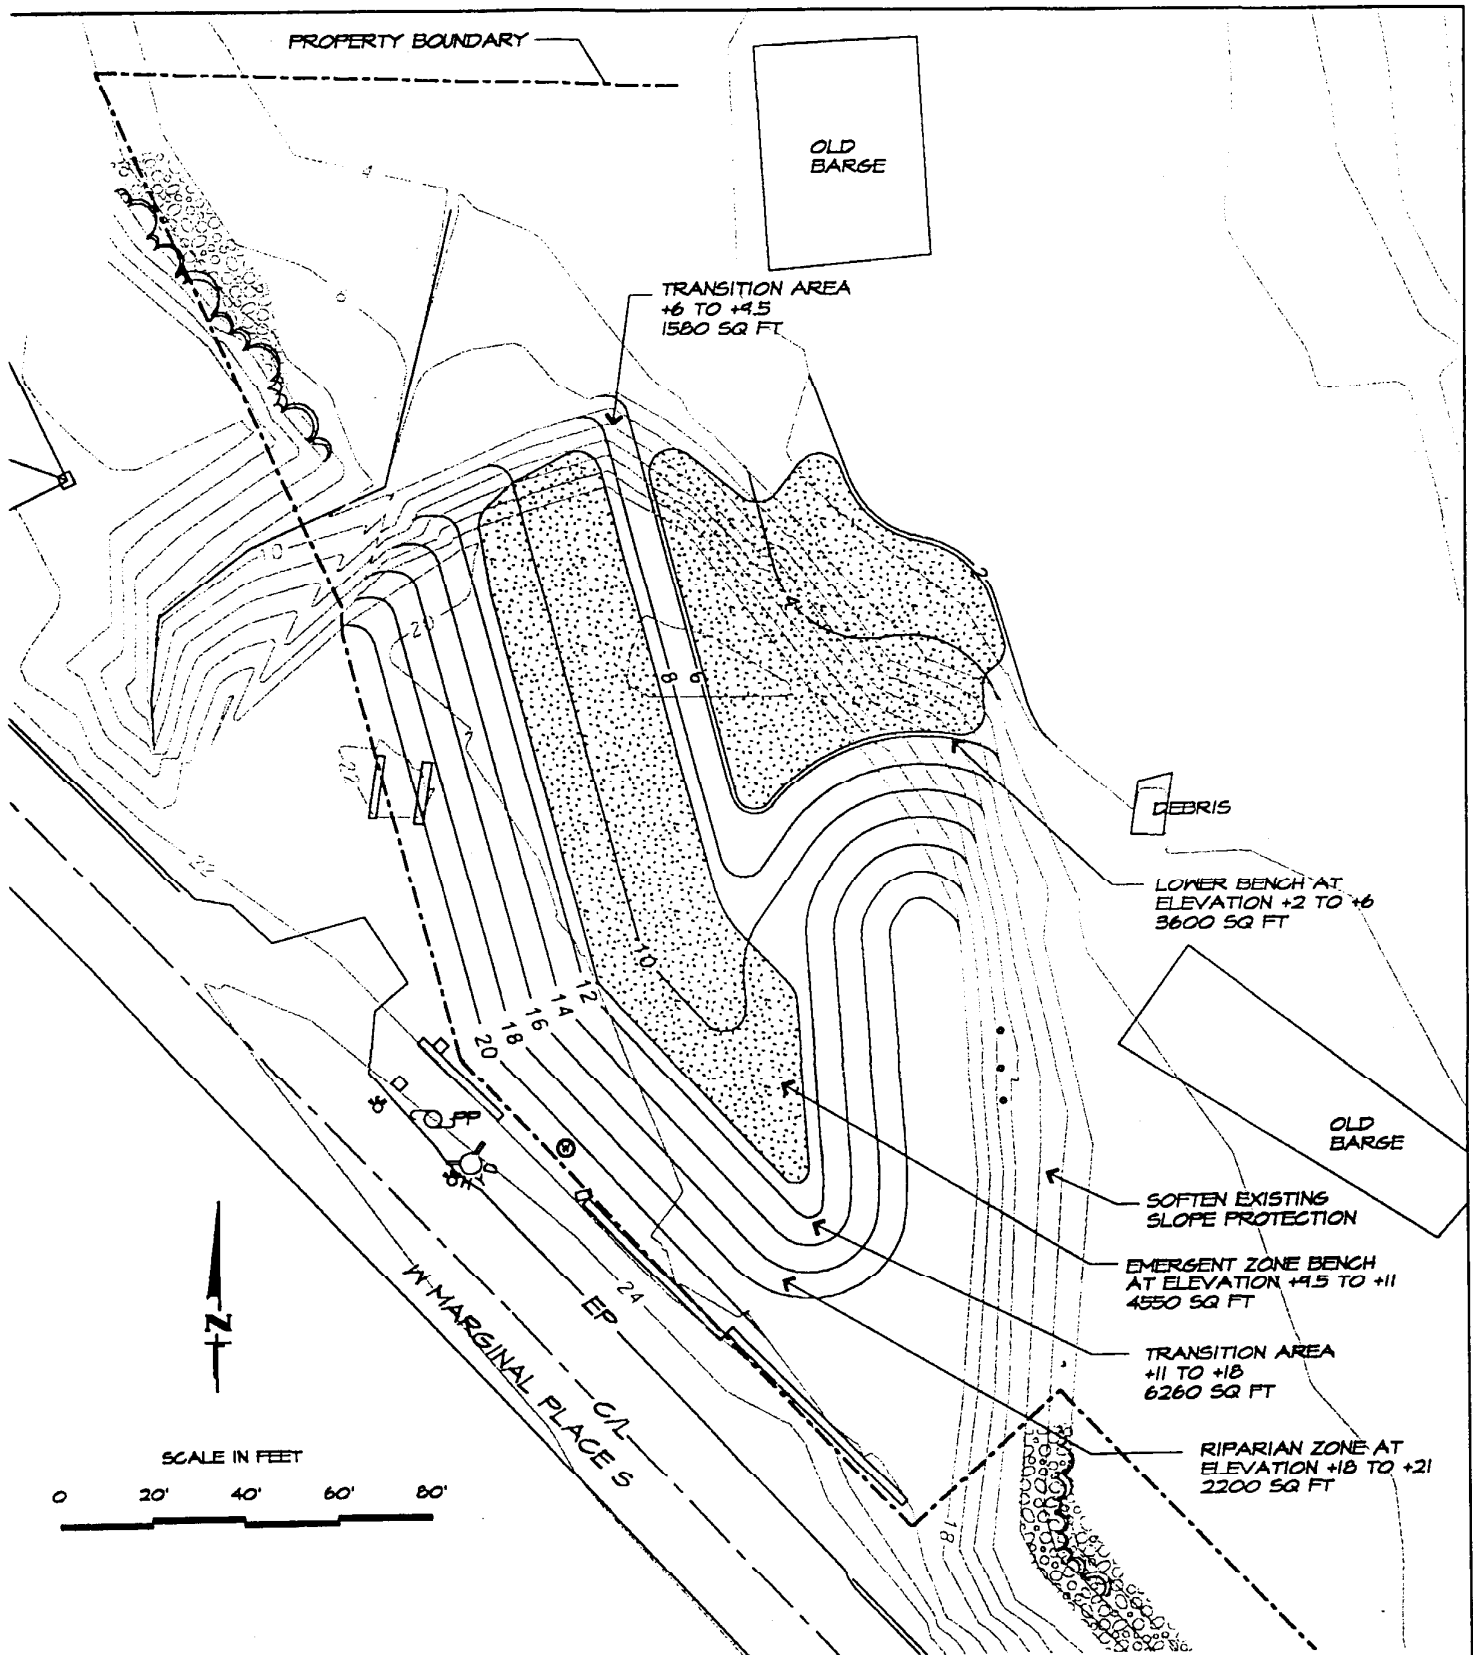 PROPERTY BOUNDARY
OLD
BARGE
4
6
TRANSITION AREA
+6 TO +9.5
1580 SQ FT
10
2
4
20
8
6
22
DEBRIS
22
LOWER BENCH AT
ELEVATION +2 TO +6
3600 SQ FT
10
12
14
16
18
20
PP
OLD
BARGE
SOFTEN EXISTING
SLOPE PROTECTION
EMERGENT ZONE BENCH
AT ELEVATION +9.5 TO +11
4550 SQ FT
24
EP
N
W MARGINAL PLACE S
C/L
TRANSITION AREA
+11 TO +18
6260 SQ FT
RIPARIAN ZONE AT
ELEVATION +18 TO +21
2200 SQ FT
SCALE IN FEET
0 20' 40' 60' 80'
18